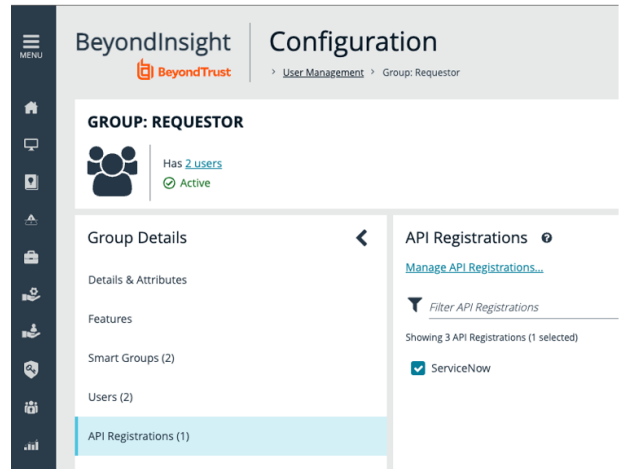 MENU
BeyondInsight
BeyondTrust
Configuration
> User Management > Group: Requestor
GROUP: REQUESTOR
Has 2 users
Active
Group Details
Details & Attributes
Features
Smart Groups (2)
Users (2)
API Registrations (1)
API Registrations
Manage API Registrations...
Filter API Registrations
Showing 3 API Registrations (1 selected)
ServiceNow